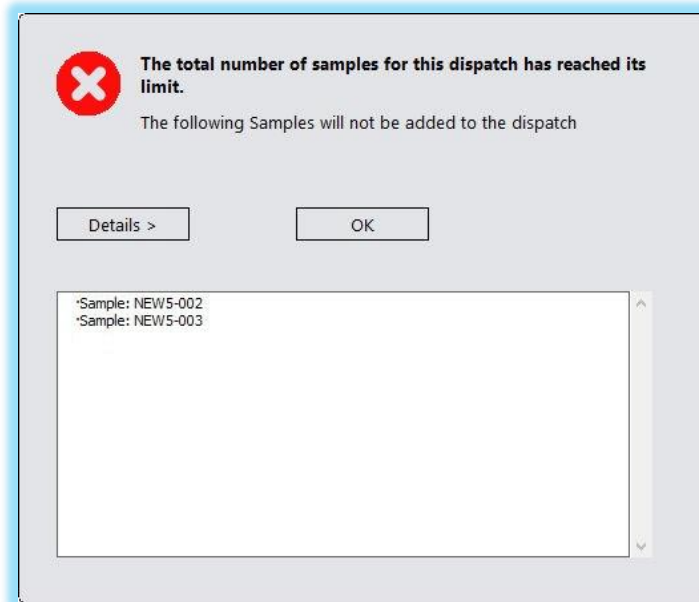 The total number of samples for this dispatch has reached its
limit.
The following Samples will not be added to the dispatch
Details >
OK
·Sample: NEW5-002
·Sample: NEW5-003